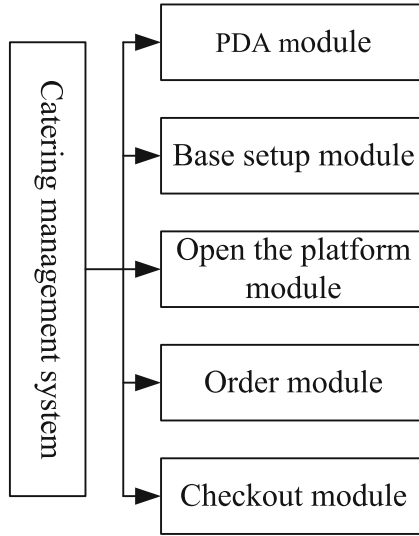 Catering management system
PDA module
Base setup module
Open the platform
module
Order module
Checkout module